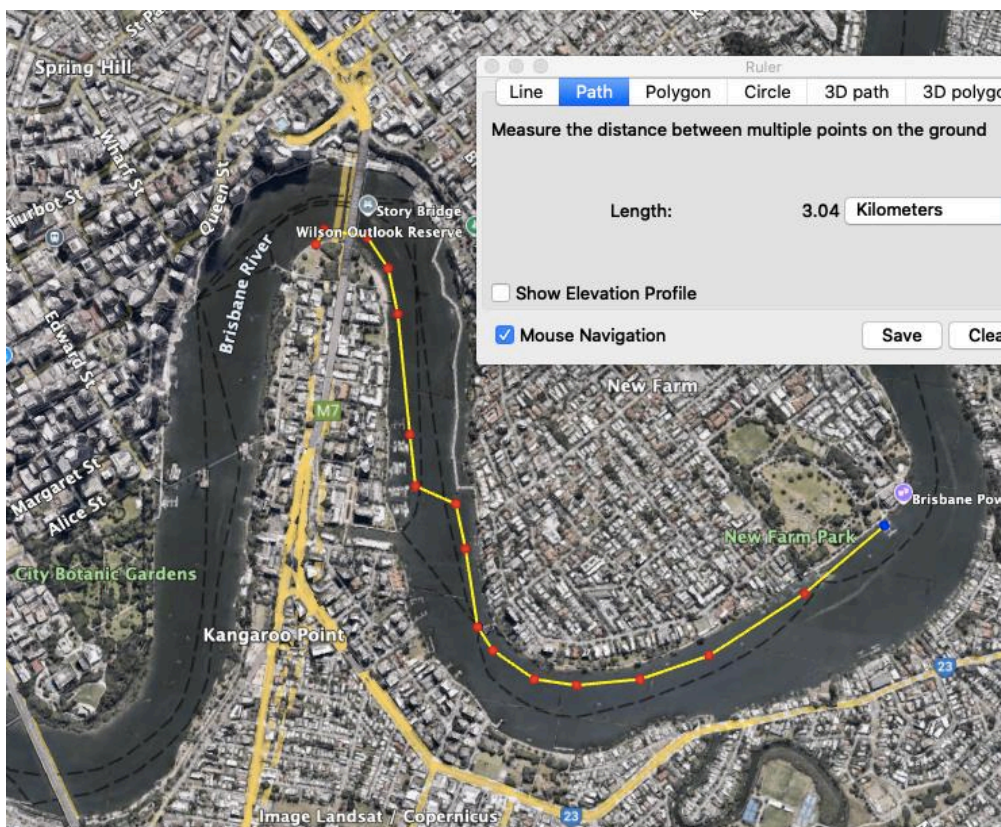 Spring Hill
St Pa
Wharf St
Turbot St
Queen St
Edward St
Margaret St
Alice St
Brisbane River
Story Bridge
Wilson Outlook Reserve
M7
City Botanic Gardens
Kangaroo Point
New Farm
New Farm Park
Brisbane Pow
23
23
Image Landsat / Copernicus
Ruler
Line Path Polygon Circle 3D path 3D polygo
Measure the distance between multiple points on the ground
Length: 3.04 Kilometers
Show Elevation Profile
Mouse Navigation Save Clea